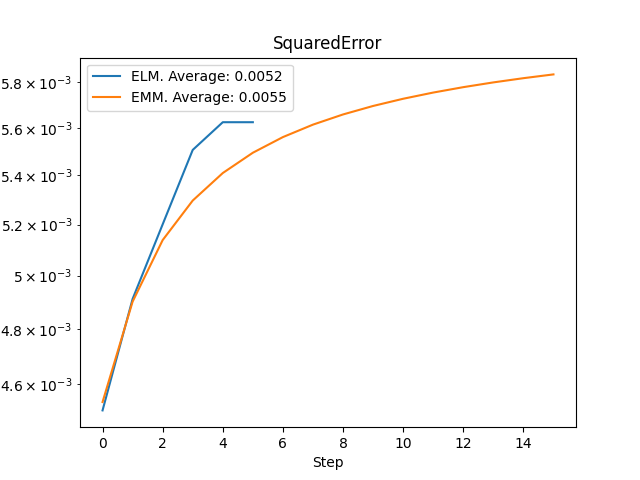 SquaredError
ELM. Average: 0.0052
EMM. Average: 0.0055
5.8 × 10⁻³
5.6 × 10⁻³
5.4 × 10⁻³
5.2 × 10⁻³
5 × 10⁻³
4.8 × 10⁻³
4.6 × 10⁻³
0 2 4 6 8 10 12 14
Step